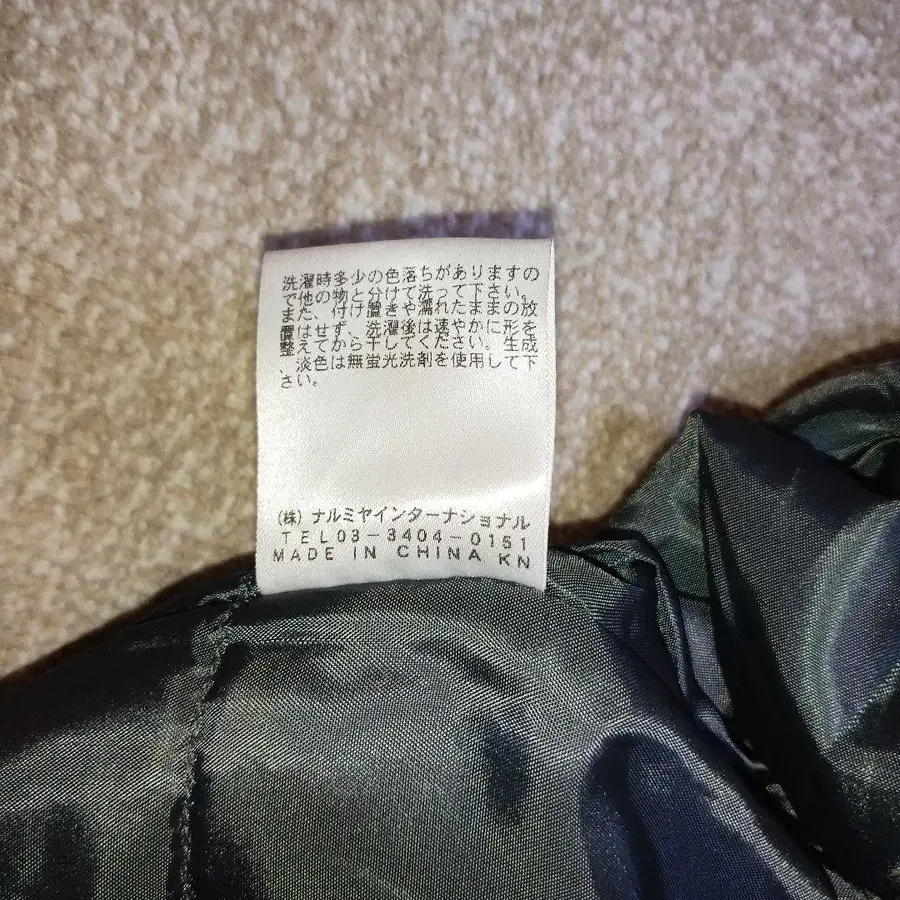 洗濯時多少の色落ちがありますの
で他の物と分けて洗って下さい。
また、付け置きや濡れたままの放
置はせず、洗濯後は速やかに形を
整えてから干してください。生成
、淡色は無蛍光洗剤を使用して下
さい。
(株)ナルミヤインターナショナル
TEL03-3404-0151
MADE IN CHINA KN